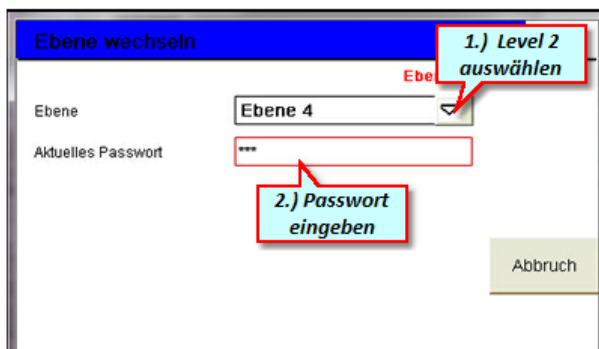 Ebene wechseln
1.) Level 2
auswählen
Ebene
Ebene 4
Aktuelles Passwort
***
2.) Passwort
eingeben
Abbruch